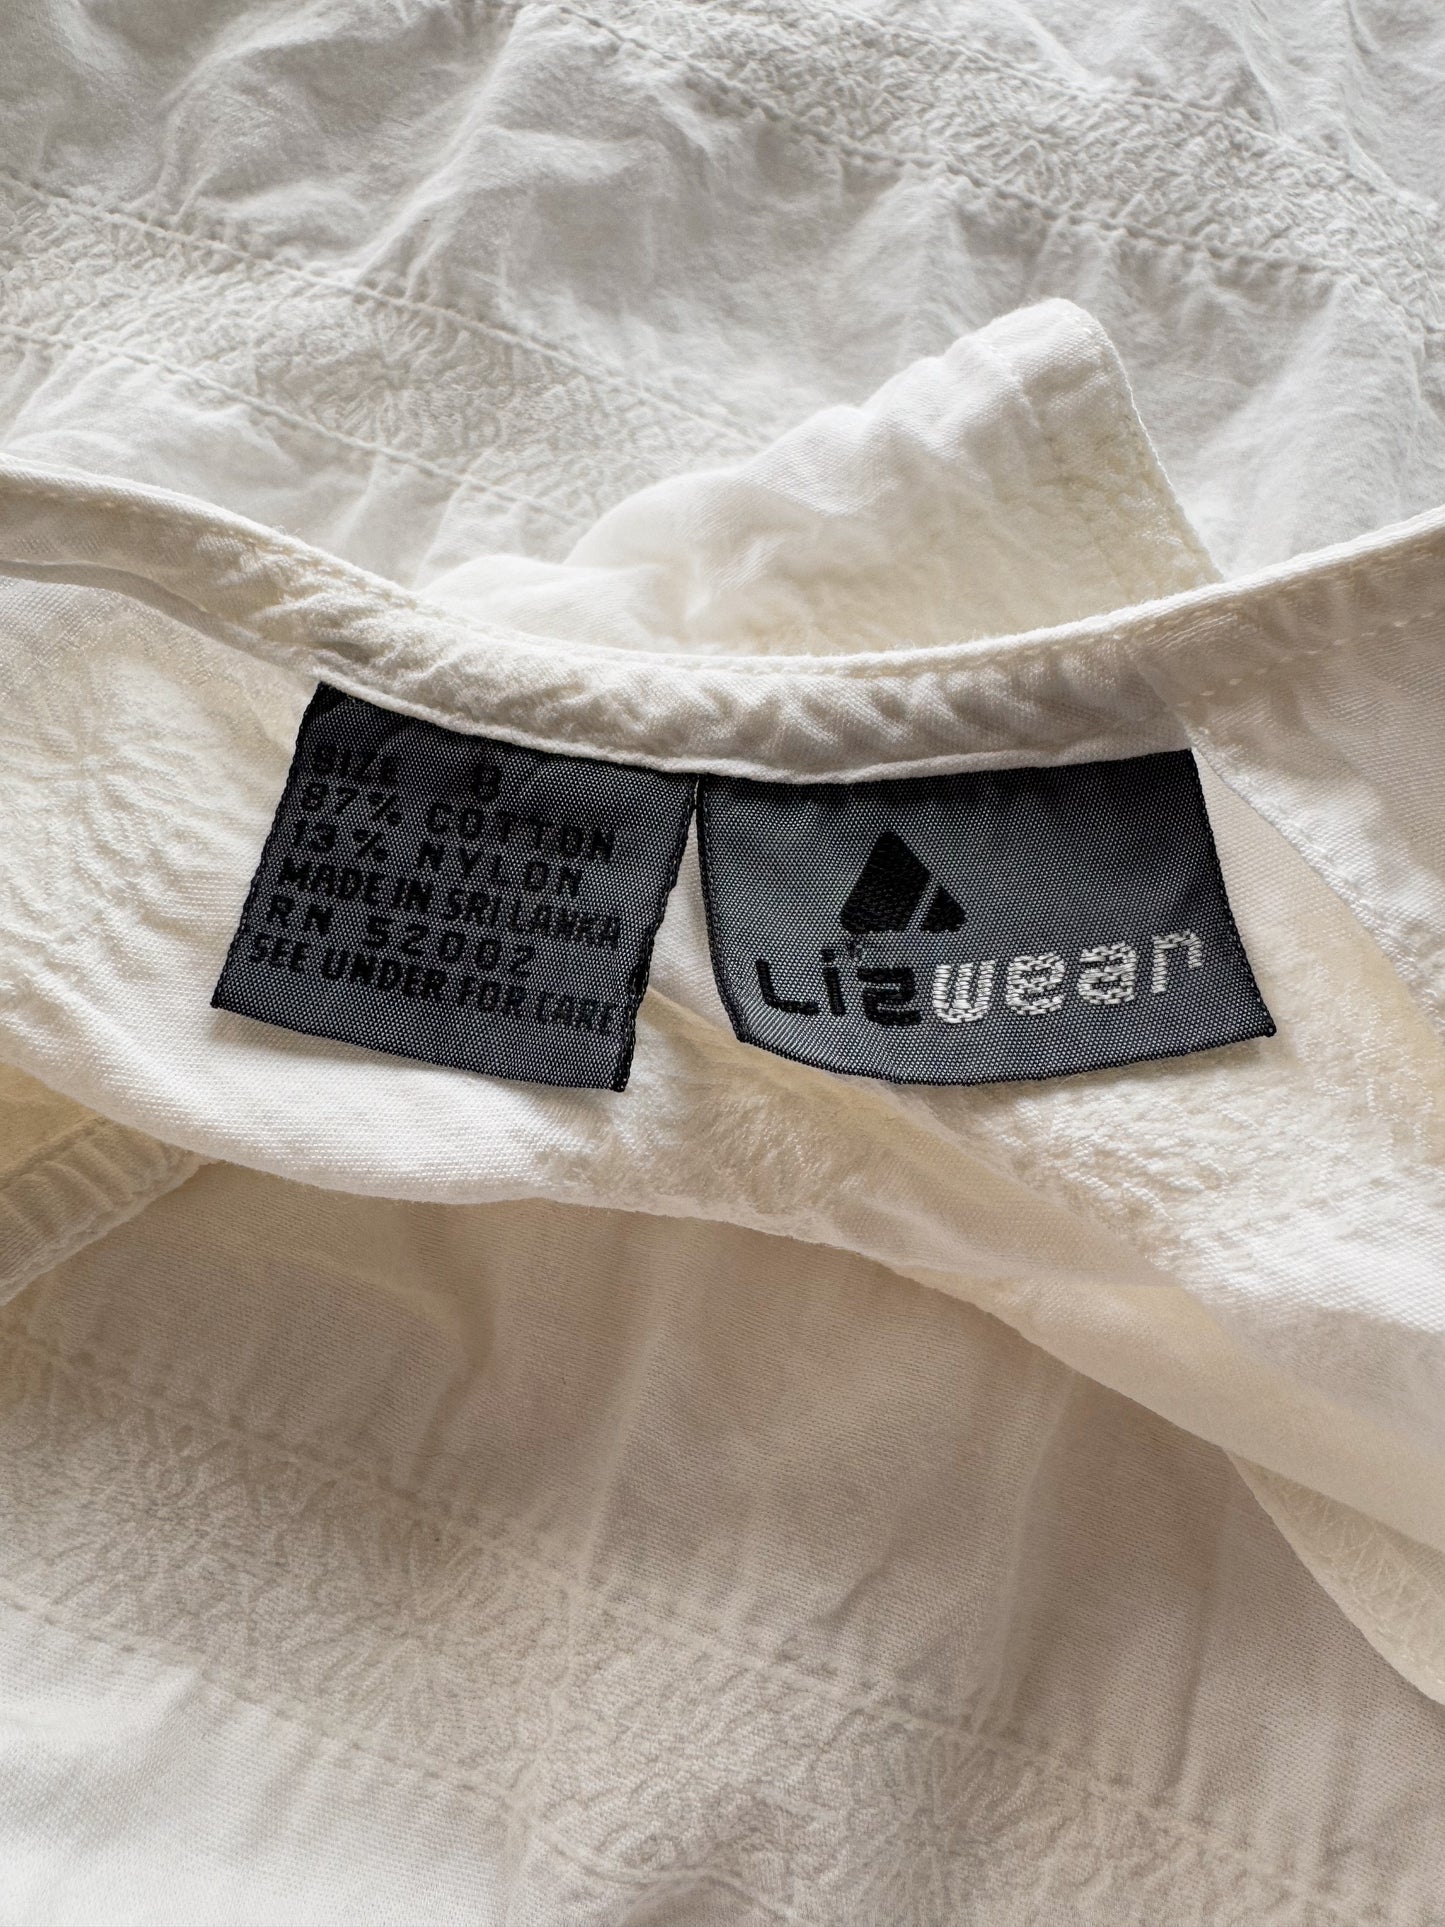 SIZE 8
87% COTTON
13% NYLON
MADE IN SRI LANKA
RN 52002
SEE UNDER FOR CARE
Lizwear